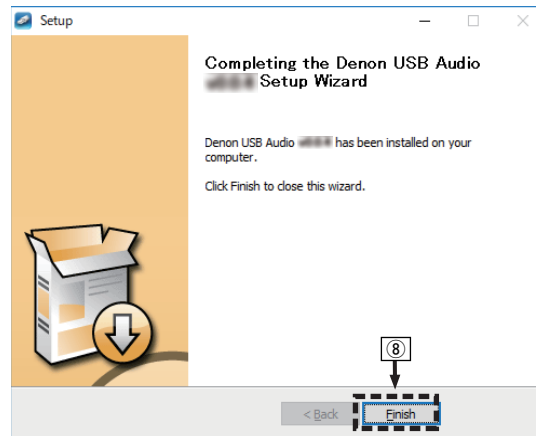 Setup
Completing the Denon USB Audio
Setup Wizard
Denon USB Audio has been installed on your
computer.
Click Finish to close this wizard.
⑧
< Back
Finish